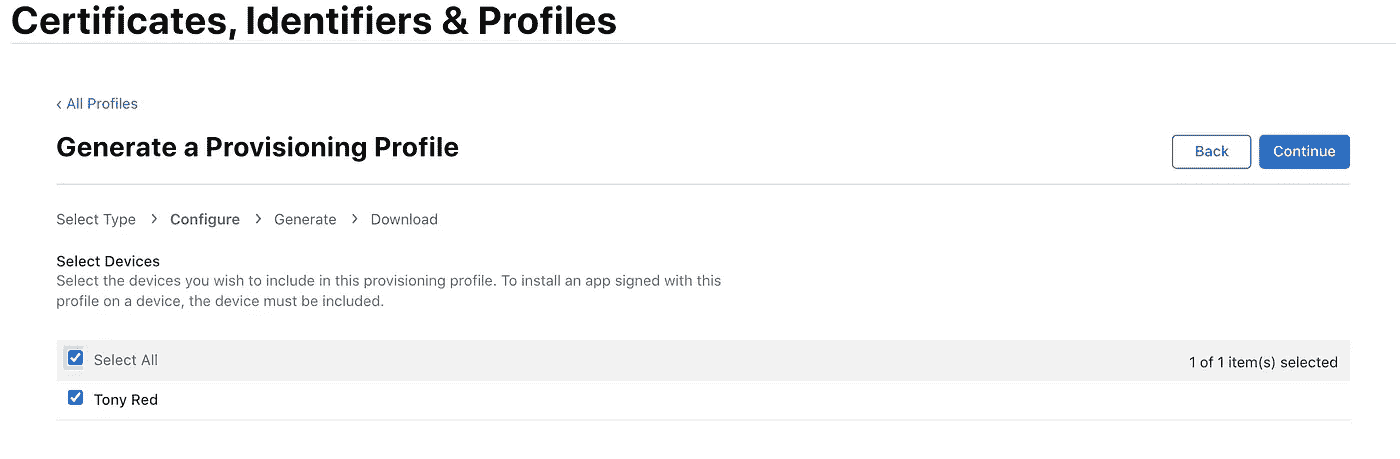 Certificates, Identifiers & Profiles
‹ All Profiles
Generate a Provisioning Profile
Back
Continue
Select Type > Configure > Generate > Download
Select Devices
Select the devices you wish to include in this provisioning profile. To install an app signed with this
profile on a device, the device must be included.
Select All
1 of 1 item(s) selected
Tony Red